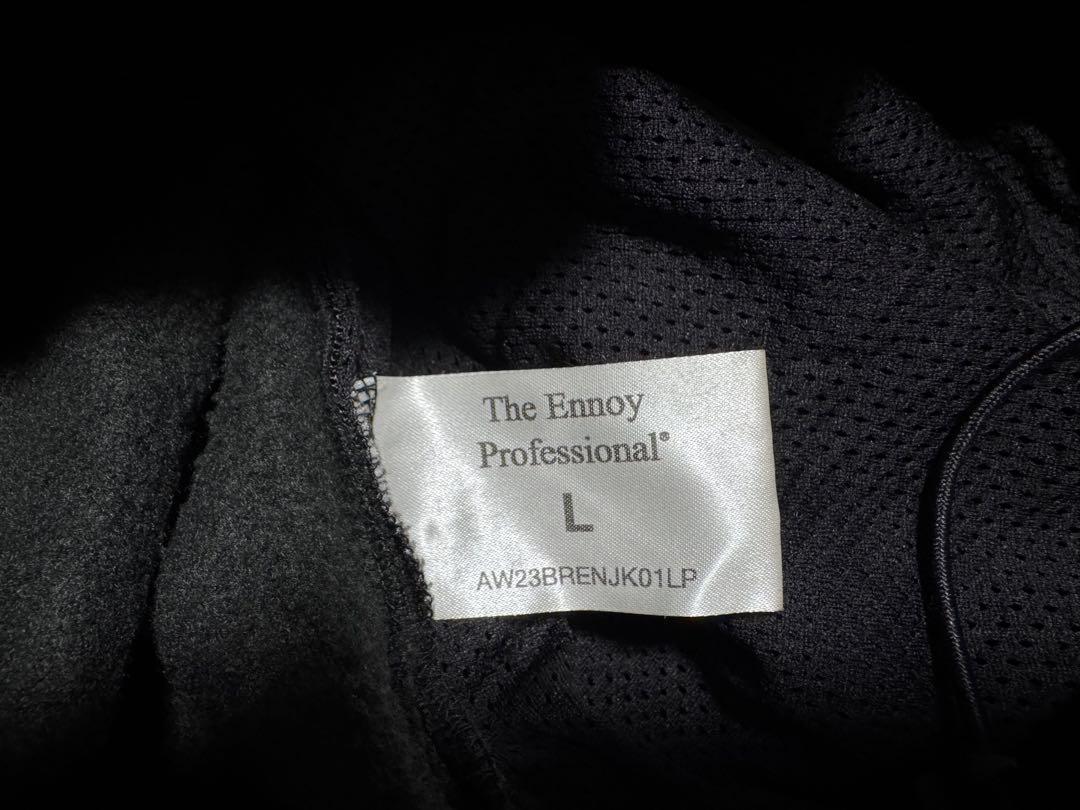 The Ennoy
Professional®
L
AW23BRENJK01LP